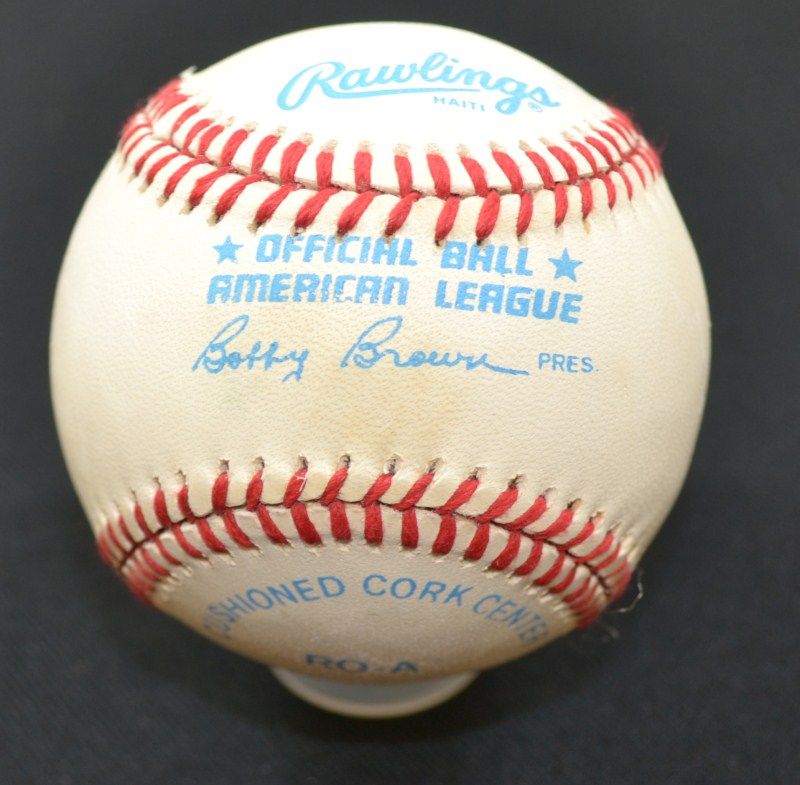 Rawlings ®
HAITI
★ OFFICIAL BALL ★
AMERICAN LEAGUE
Bobby Brown PRES.
CUSHIONED CORK CENTER
RO-A